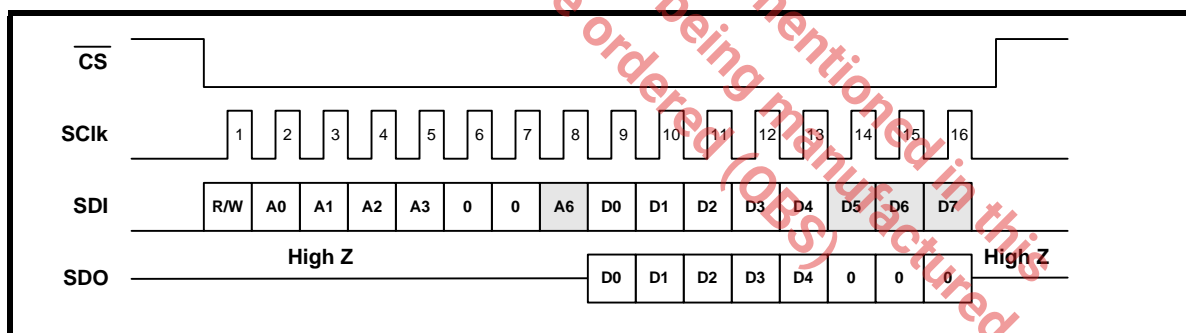 CS
SClk 1 2 3 4 5 6 7 8 9 10 11 12 13 14 15 16
SDI R/W A0 A1 A2 A3 0 0 A6 D0 D1 D2 D3 D4 D5 D6 D7
High Z High Z
SDO D0 D1 D2 D3 D4 0 0 0
mentioned in this
being manufactured
ordered (OBS)